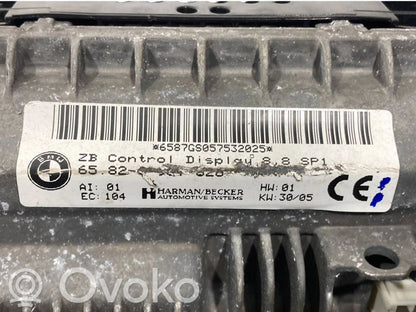 *6587GS057532025*
ZB Control Display 8,8 SP1
65.82
AI: 01
HARMAN/BECKER
HW: 01
EC: 104
AUTOMOTIVE SYSTEMS
KW: 30/05
CE
BMW
© Ovoko